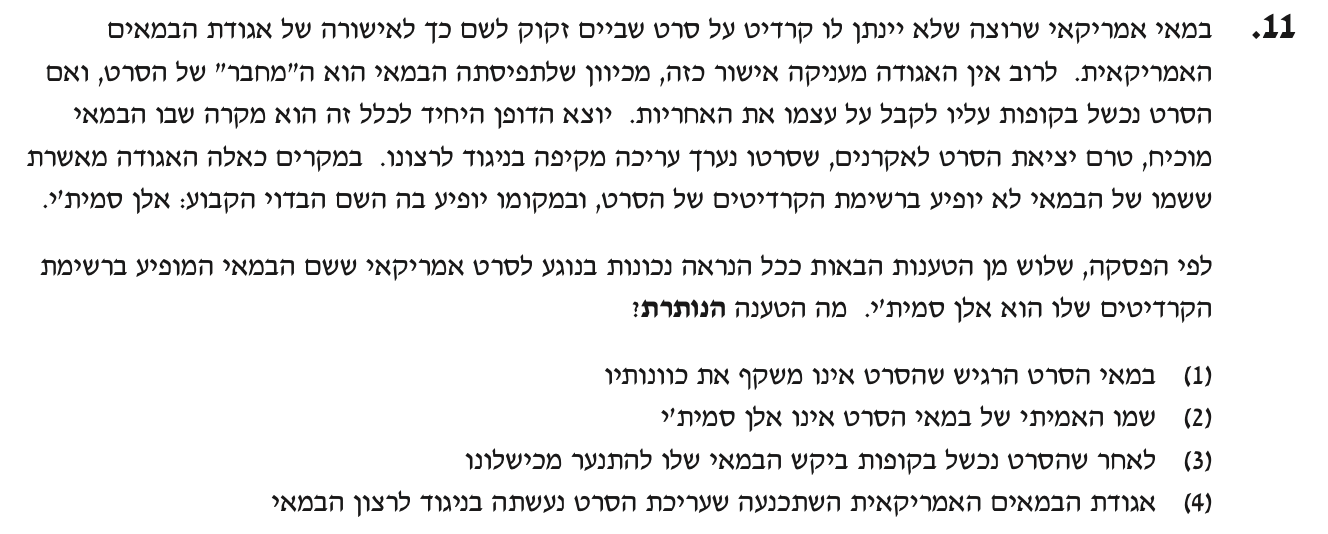 11. במאי אמריקאי שרוצה שלא יינתן לו קרדיט על סרט שביים זקוק לשם כך לאישורה של אגודת הבמאים
האמריקאית. לרוב אין האגודה מעניקה אישור כזה, מכיוון שלתפיסתה הבמאי הוא ה"מחבר" של הסרט, ואם
הסרט נכשל בקופות עליו לקבל על עצמו את האחריות. יוצא הדופן היחיד לכלל זה הוא מקרה שבו הבמאי
מוכיח, טרם יציאת הסרט לאקרנים, שסרטו נערך עריכה מקיפה בניגוד לרצונו. במקרים כאלה האגודה מאשרת
ששמו של הבמאי לא יופיע ברשימת הקרדיטים של הסרט, ובמקומו יופיע בה השם הבדוי הקבוע: אלן סמית'י.
לפי הפסקה, שלוש מן הטענות הבאות ככל הנראה נכונות בנוגע לסרט אמריקאי ששם הבמאי המופיע ברשימת
הקרדיטים שלו הוא אלן סמית'י. מה הטענה הנותרת?
(1) במאי הסרט הרגיש שהסרט אינו משקף את כוונותיו
(2) שמו האמיתי של במאי הסרט אינו אלן סמית'י
(3) לאחר שהסרט נכשל בקופות ביקש הבמאי שלו להתנער מכישלונו
(4) אגודת הבמאים האמריקאית השתכנעה שעריכת הסרט נעשתה בניגוד לרצון הבמאי